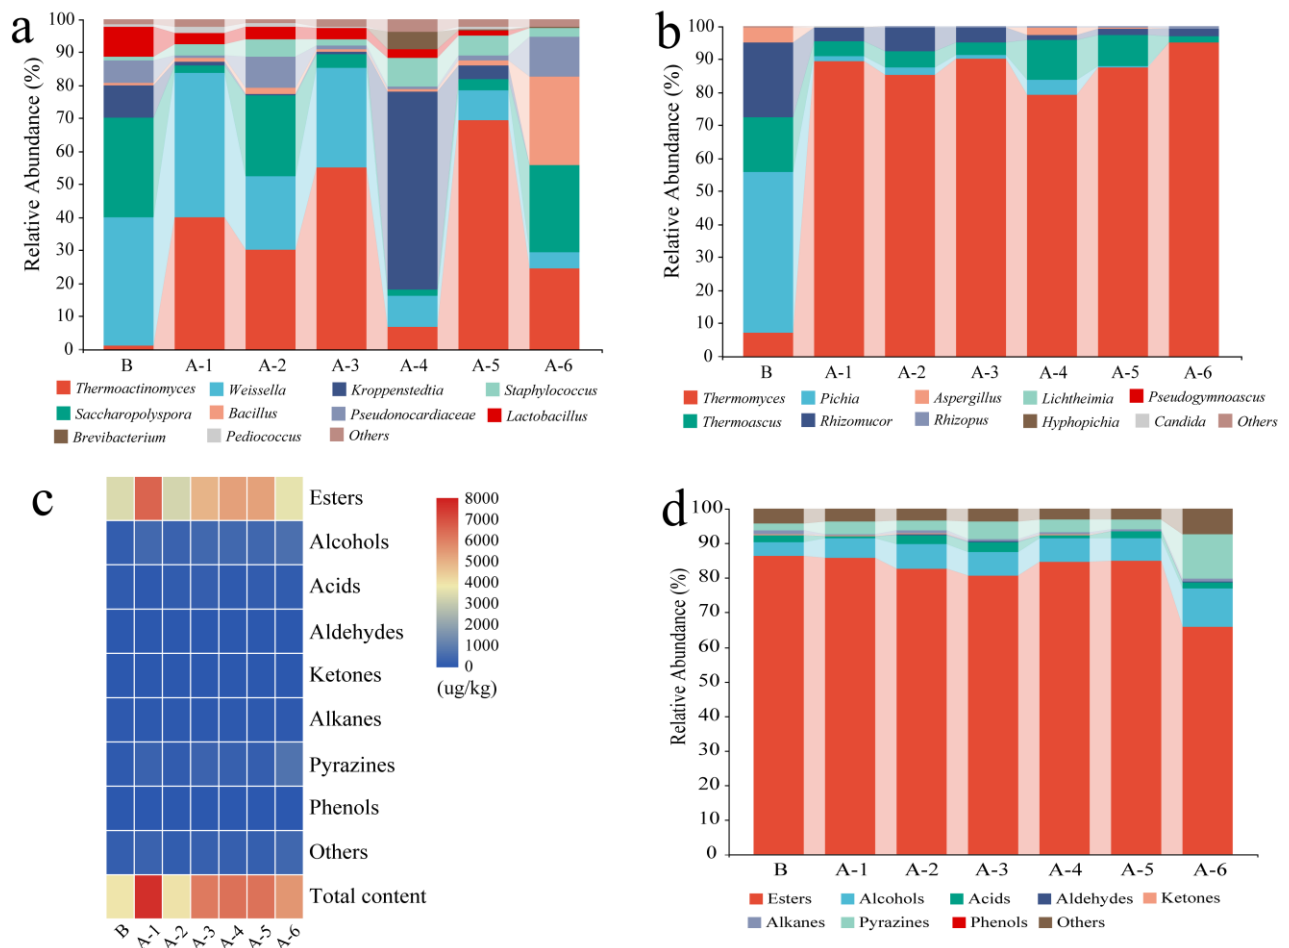 a
Relative Abundance (%)
100
90
80
70
60
50
40
30
20
10
0
B A-1 A-2 A-3 A-4 A-5 A-6
Thermoactinomyces Weissella Kroppenstedtia Staphylococcus
Saccharopolyspora Bacillus Pseudonocardiaceae Lactobacillus
Brevibacterium Pediococcus Others
b
Relative Abundance (%)
100
90
80
70
60
50
40
30
20
10
0
B A-1 A-2 A-3 A-4 A-5 A-6
Thermomyces Pichia Aspergillus Lichtheimia Pseudogymnoascus
Thermoascus Rhizomucor Rhizopus Hyphopichia Candida Others
c
Esters
Alcohols
Acids
Aldehydes
Ketones
Alkanes
Pyrazines
Phenols
Others
Total content
B A-1 A-2 A-3 A-4 A-5 A-6
8000
7000
6000
5000
4000
3000
2000
1000
0
(ug/kg)
d
Relative Abundance (%)
100
90
80
70
60
50
40
30
20
10
0
B A-1 A-2 A-3 A-4 A-5 A-6
Esters Alcohols Acids Aldehydes Ketones
Alkanes Pyrazines Phenols Others